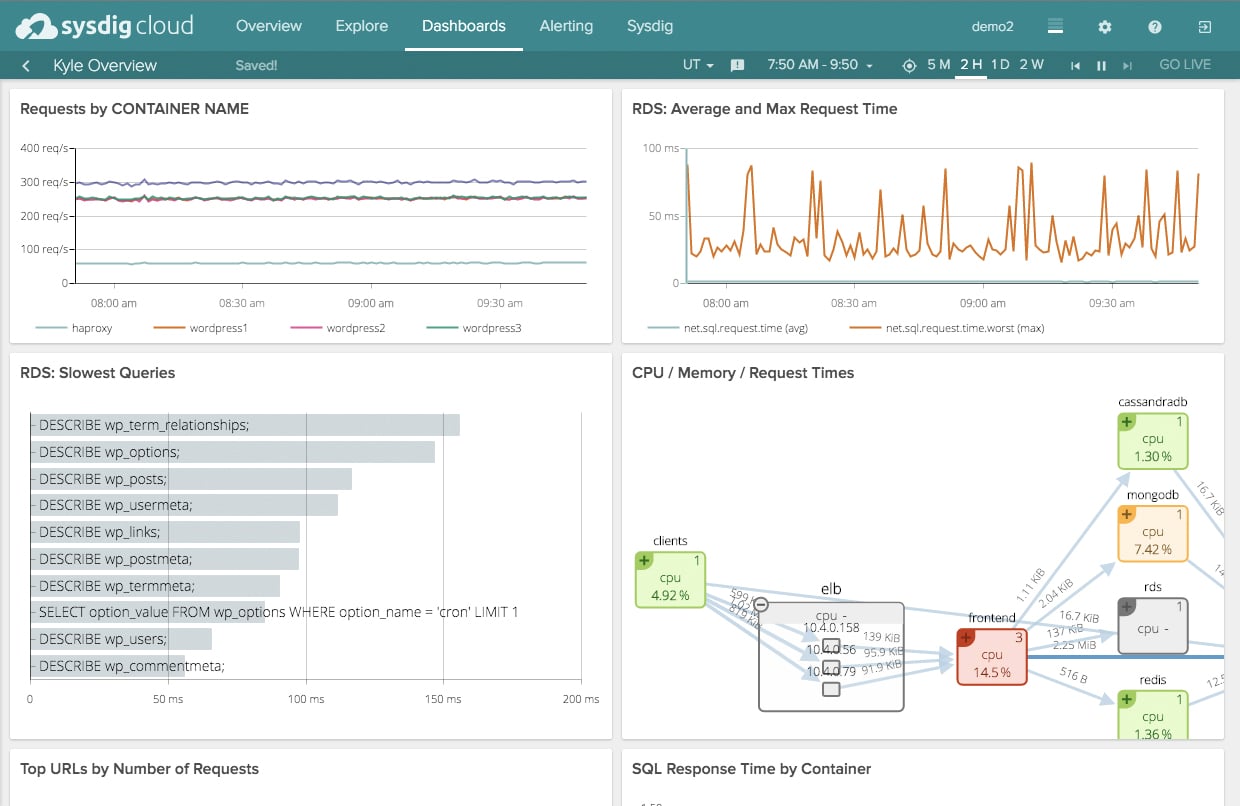 sysdig cloud Overview Explore Dashboards Alerting Sysdig demo2
Kyle Overview Saved! UT 7:50 AM - 9:50 5 M 2 H 1 D 2 W GO LIVE
Requests by CONTAINER NAME
400 req/s
300 req/s
200 req/s
100 req/s
0
08:00 am 08:30 am 09:00 am 09:30 am
haproxy wordpress1 wordpress2 wordpress3
RDS: Average and Max Request Time
100 ms
50 ms
0
08:00 am 08:30 am 09:00 am 09:30 am
net.sql.request.time (avg) net.sql.request.time.worst (max)
RDS: Slowest Queries
DESCRIBE wp_term_relationships;
DESCRIBE wp_options;
DESCRIBE wp_posts;
DESCRIBE wp_usermeta;
DESCRIBE wp_links;
DESCRIBE wp_postmeta;
DESCRIBE wp_termmeta;
SELECT option_value FROM wp_options WHERE option_name = 'cron' LIMIT 1
DESCRIBE wp_users;
DESCRIBE wp_commentmeta;
0 50 ms 100 ms 150 ms 200 ms
CPU / Memory / Request Times
clients
1
cpu
4.92 %
elb
cpu -
10.4.0.158
10.4.0.56
10.4.0.79
139 KiB
95.9 KiB
91.9 KiB
frontend
3
cpu
14.5 %
1.11 KiB
2.04 KiB
16.7 KiB
137 KiB
2.25 MiB
516 B
cassandradb
1
cpu
1.30 %
16.7 KiB
mongodb
1
cpu
7.42 %
rds
1
cpu -
redis
1
cpu
1.36 %
Top URLs by Number of Requests
SQL Response Time by Container